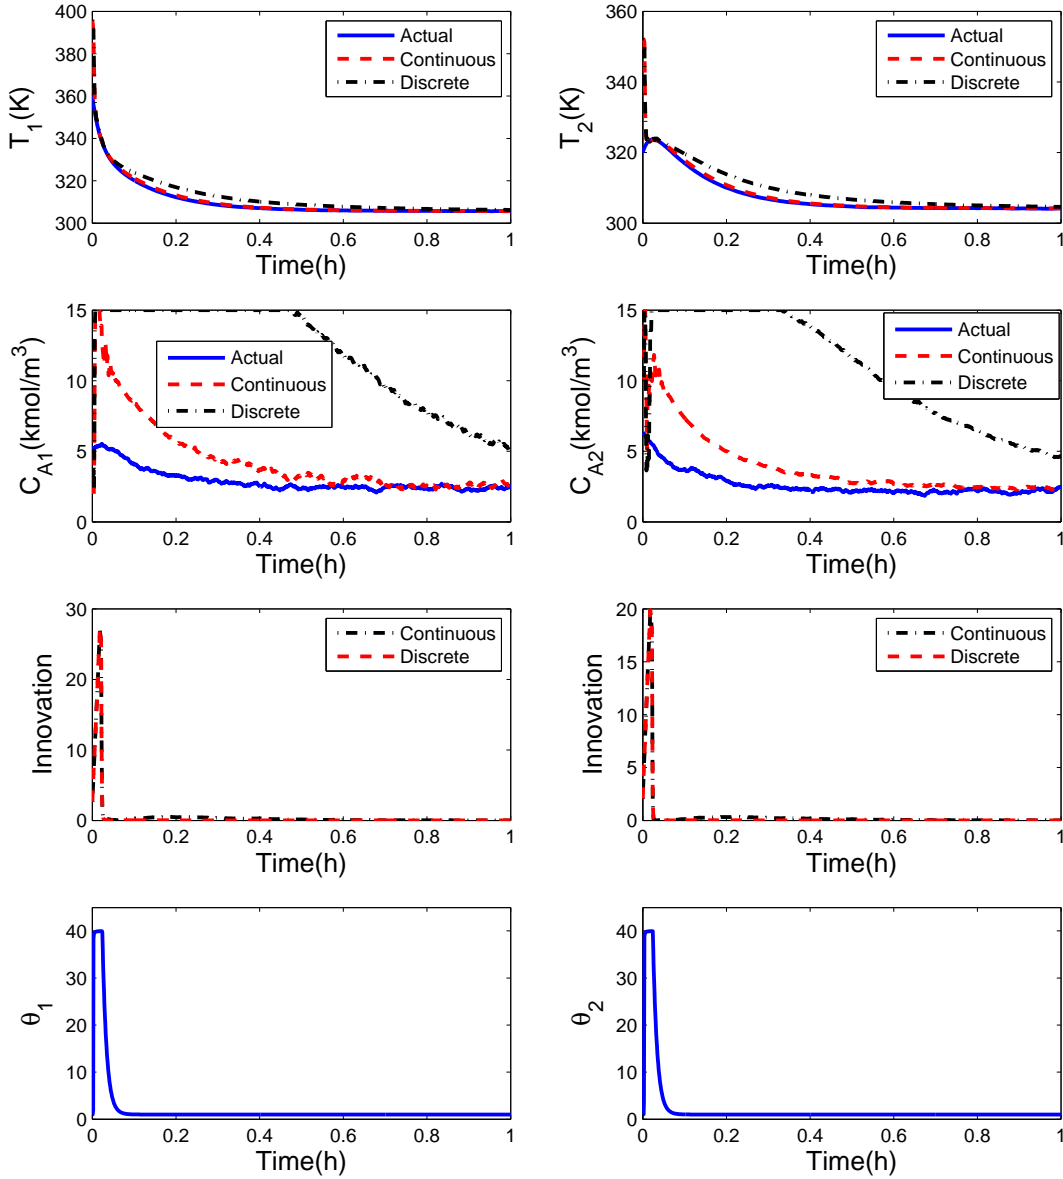 400
380
360
340
320
300
T1(K)
0 0.2 0.4 0.6 0.8 1
Time(h)
Actual
Continuous
Discrete
360
340
320
300
T2(K)
0 0.2 0.4 0.6 0.8 1
Time(h)
Actual
Continuous
Discrete
15
10
5
0
CA1(kmol/m3)
0 0.2 0.4 0.6 0.8 1
Time(h)
Actual
Continuous
Discrete
15
10
5
0
CA2(kmol/m3)
0 0.2 0.4 0.6 0.8 1
Time(h)
Actual
Continuous
Discrete
30
20
10
0
Innovation
0 0.2 0.4 0.6 0.8 1
Time(h)
Continuous
Discrete
20
15
10
5
0
Innovation
0 0.2 0.4 0.6 0.8 1
Time(h)
Continuous
Discrete
40
30
20
10
0
θ1
0 0.2 0.4 0.6 0.8 1
Time(h)
40
30
20
10
0
θ2
0 0.2 0.4 0.6 0.8 1
Time(h)